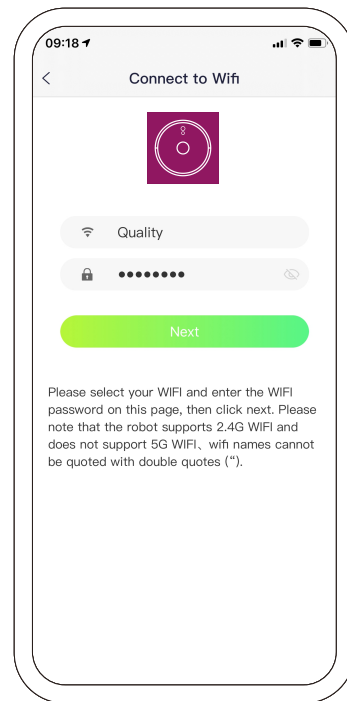 09:18
Connect to Wifi
Quality
••••••••
Next
Please select your WIFI and enter the WIFI
password on this page, then click next. Please
note that the robot supports 2.4G WIFI and
does not support 5G WIFI、wifi names cannot
be quoted with double quotes (“).